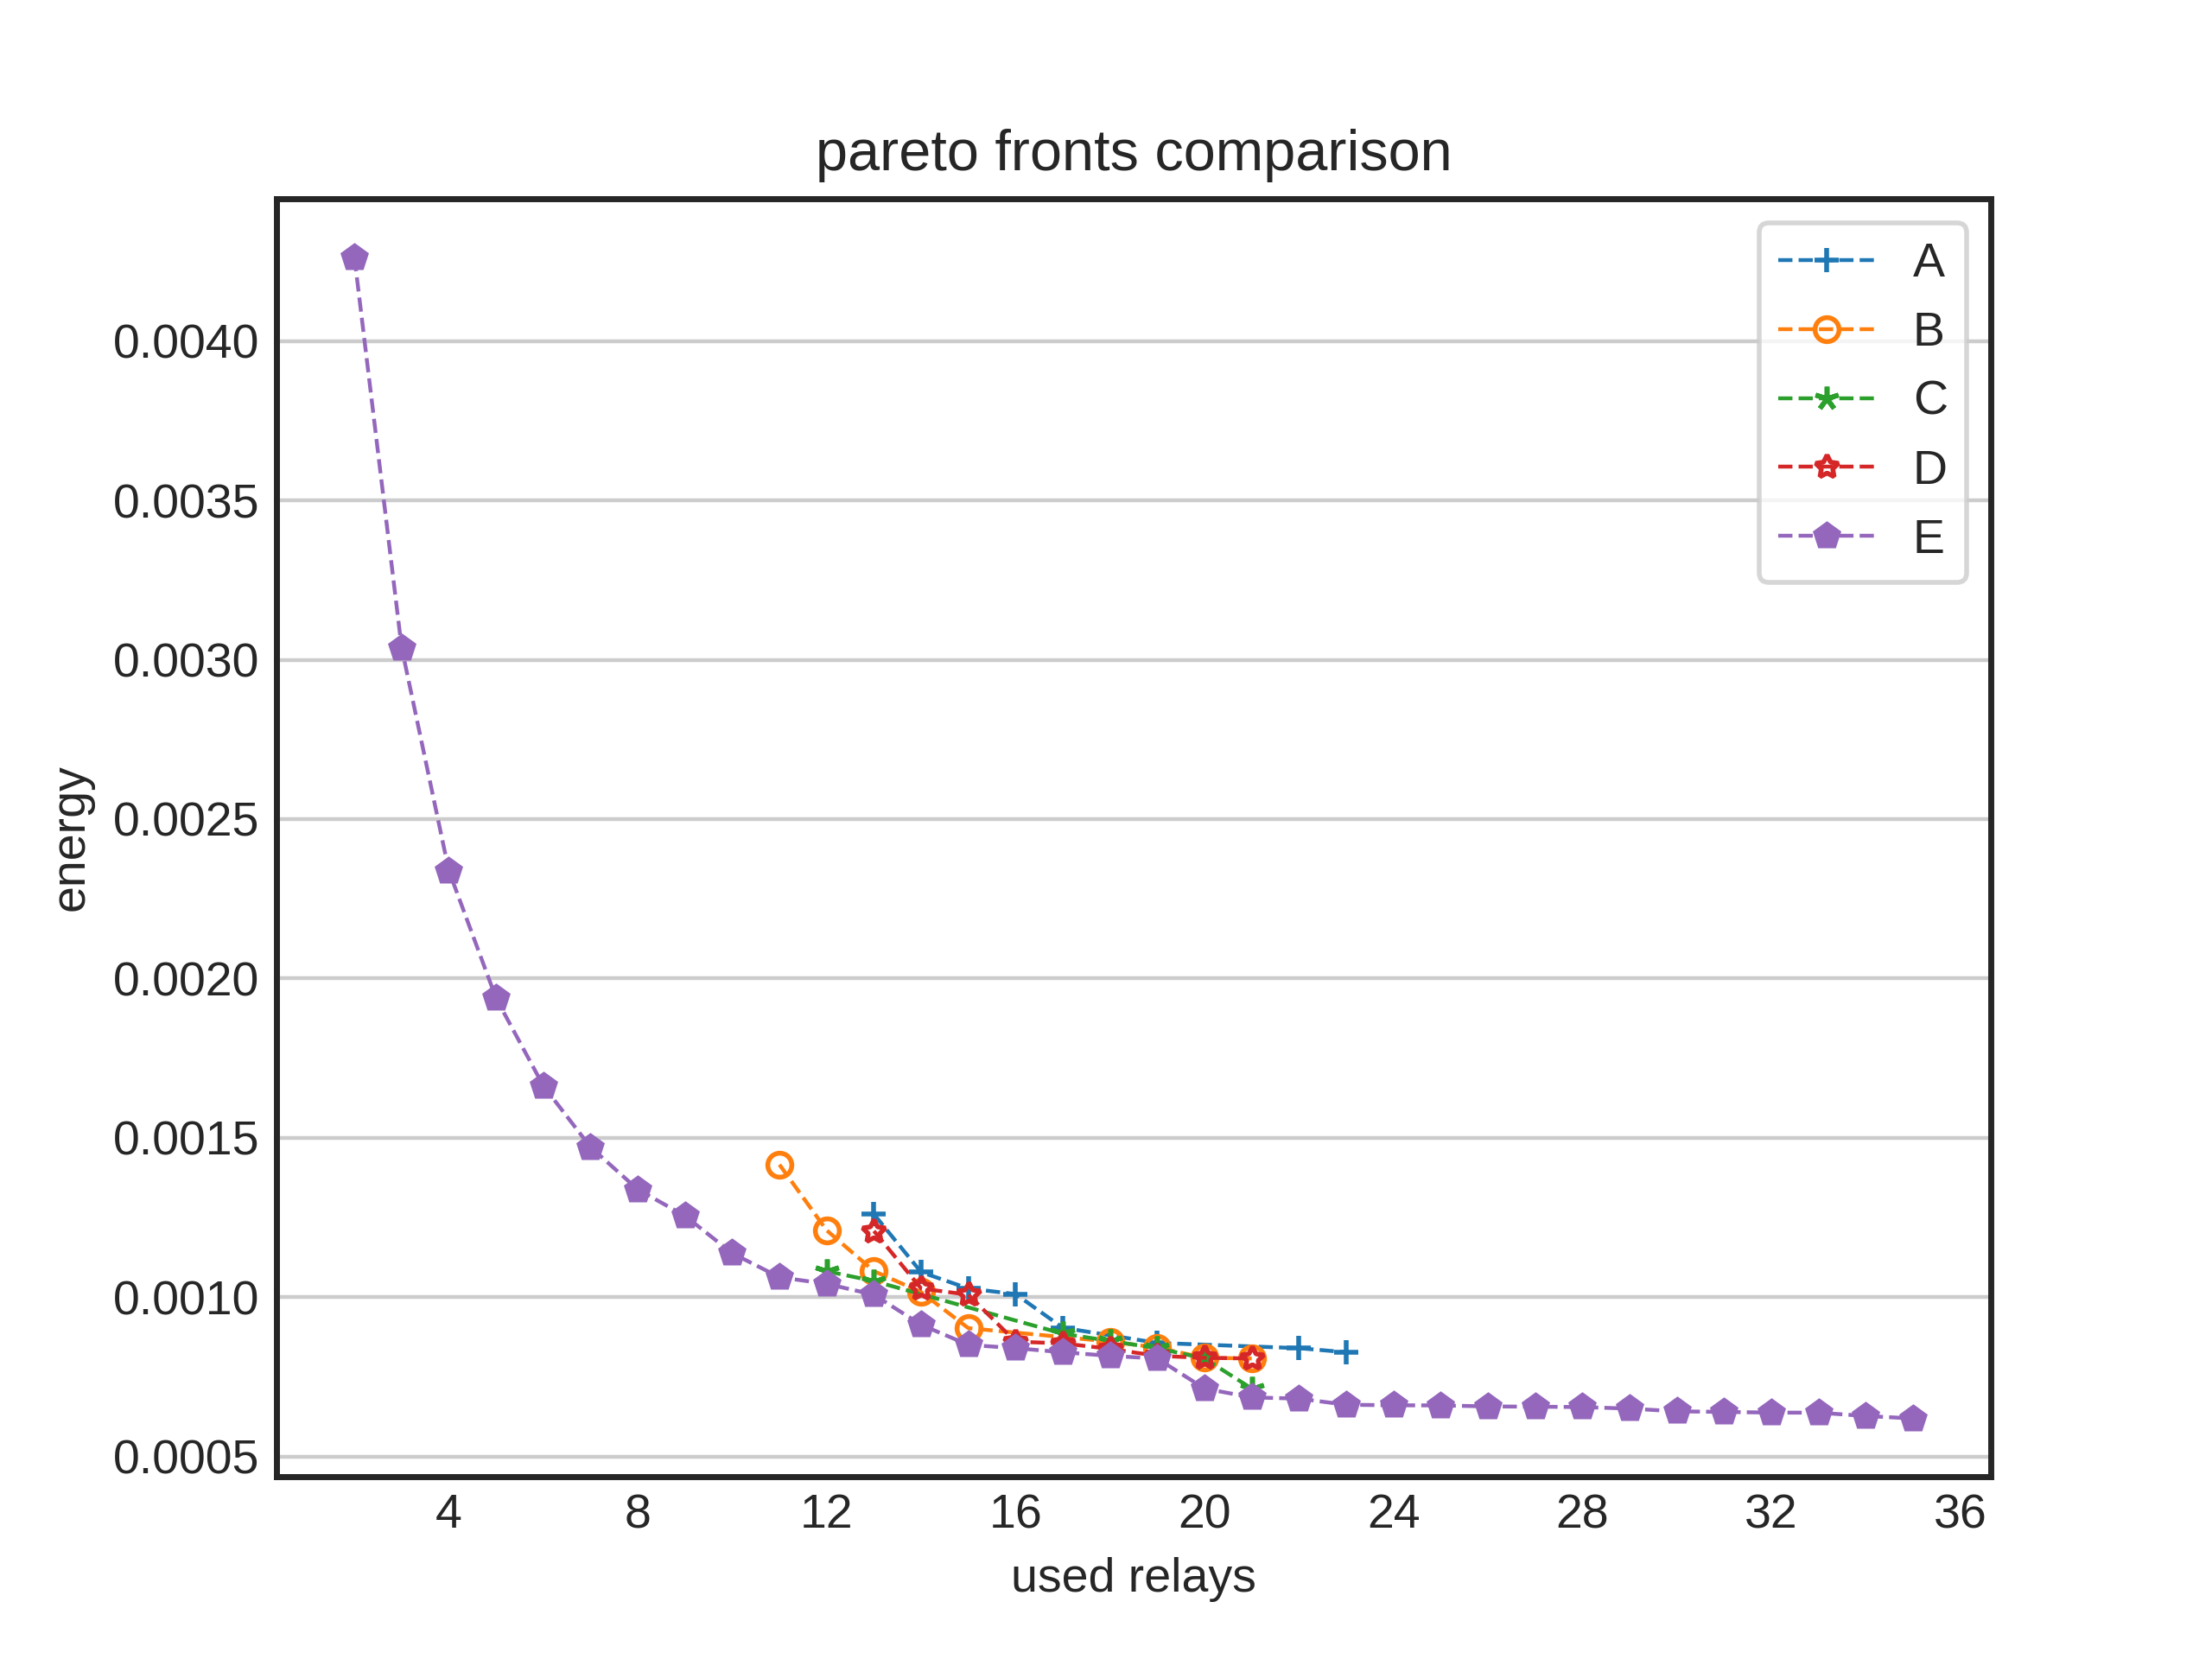 pareto fronts comparison
A
B
C
D
E
0.0040
0.0035
0.0030
0.0025
0.0020
0.0015
0.0010
0.0005
energy
4 8 12 16 20 24 28 32 36
used relays